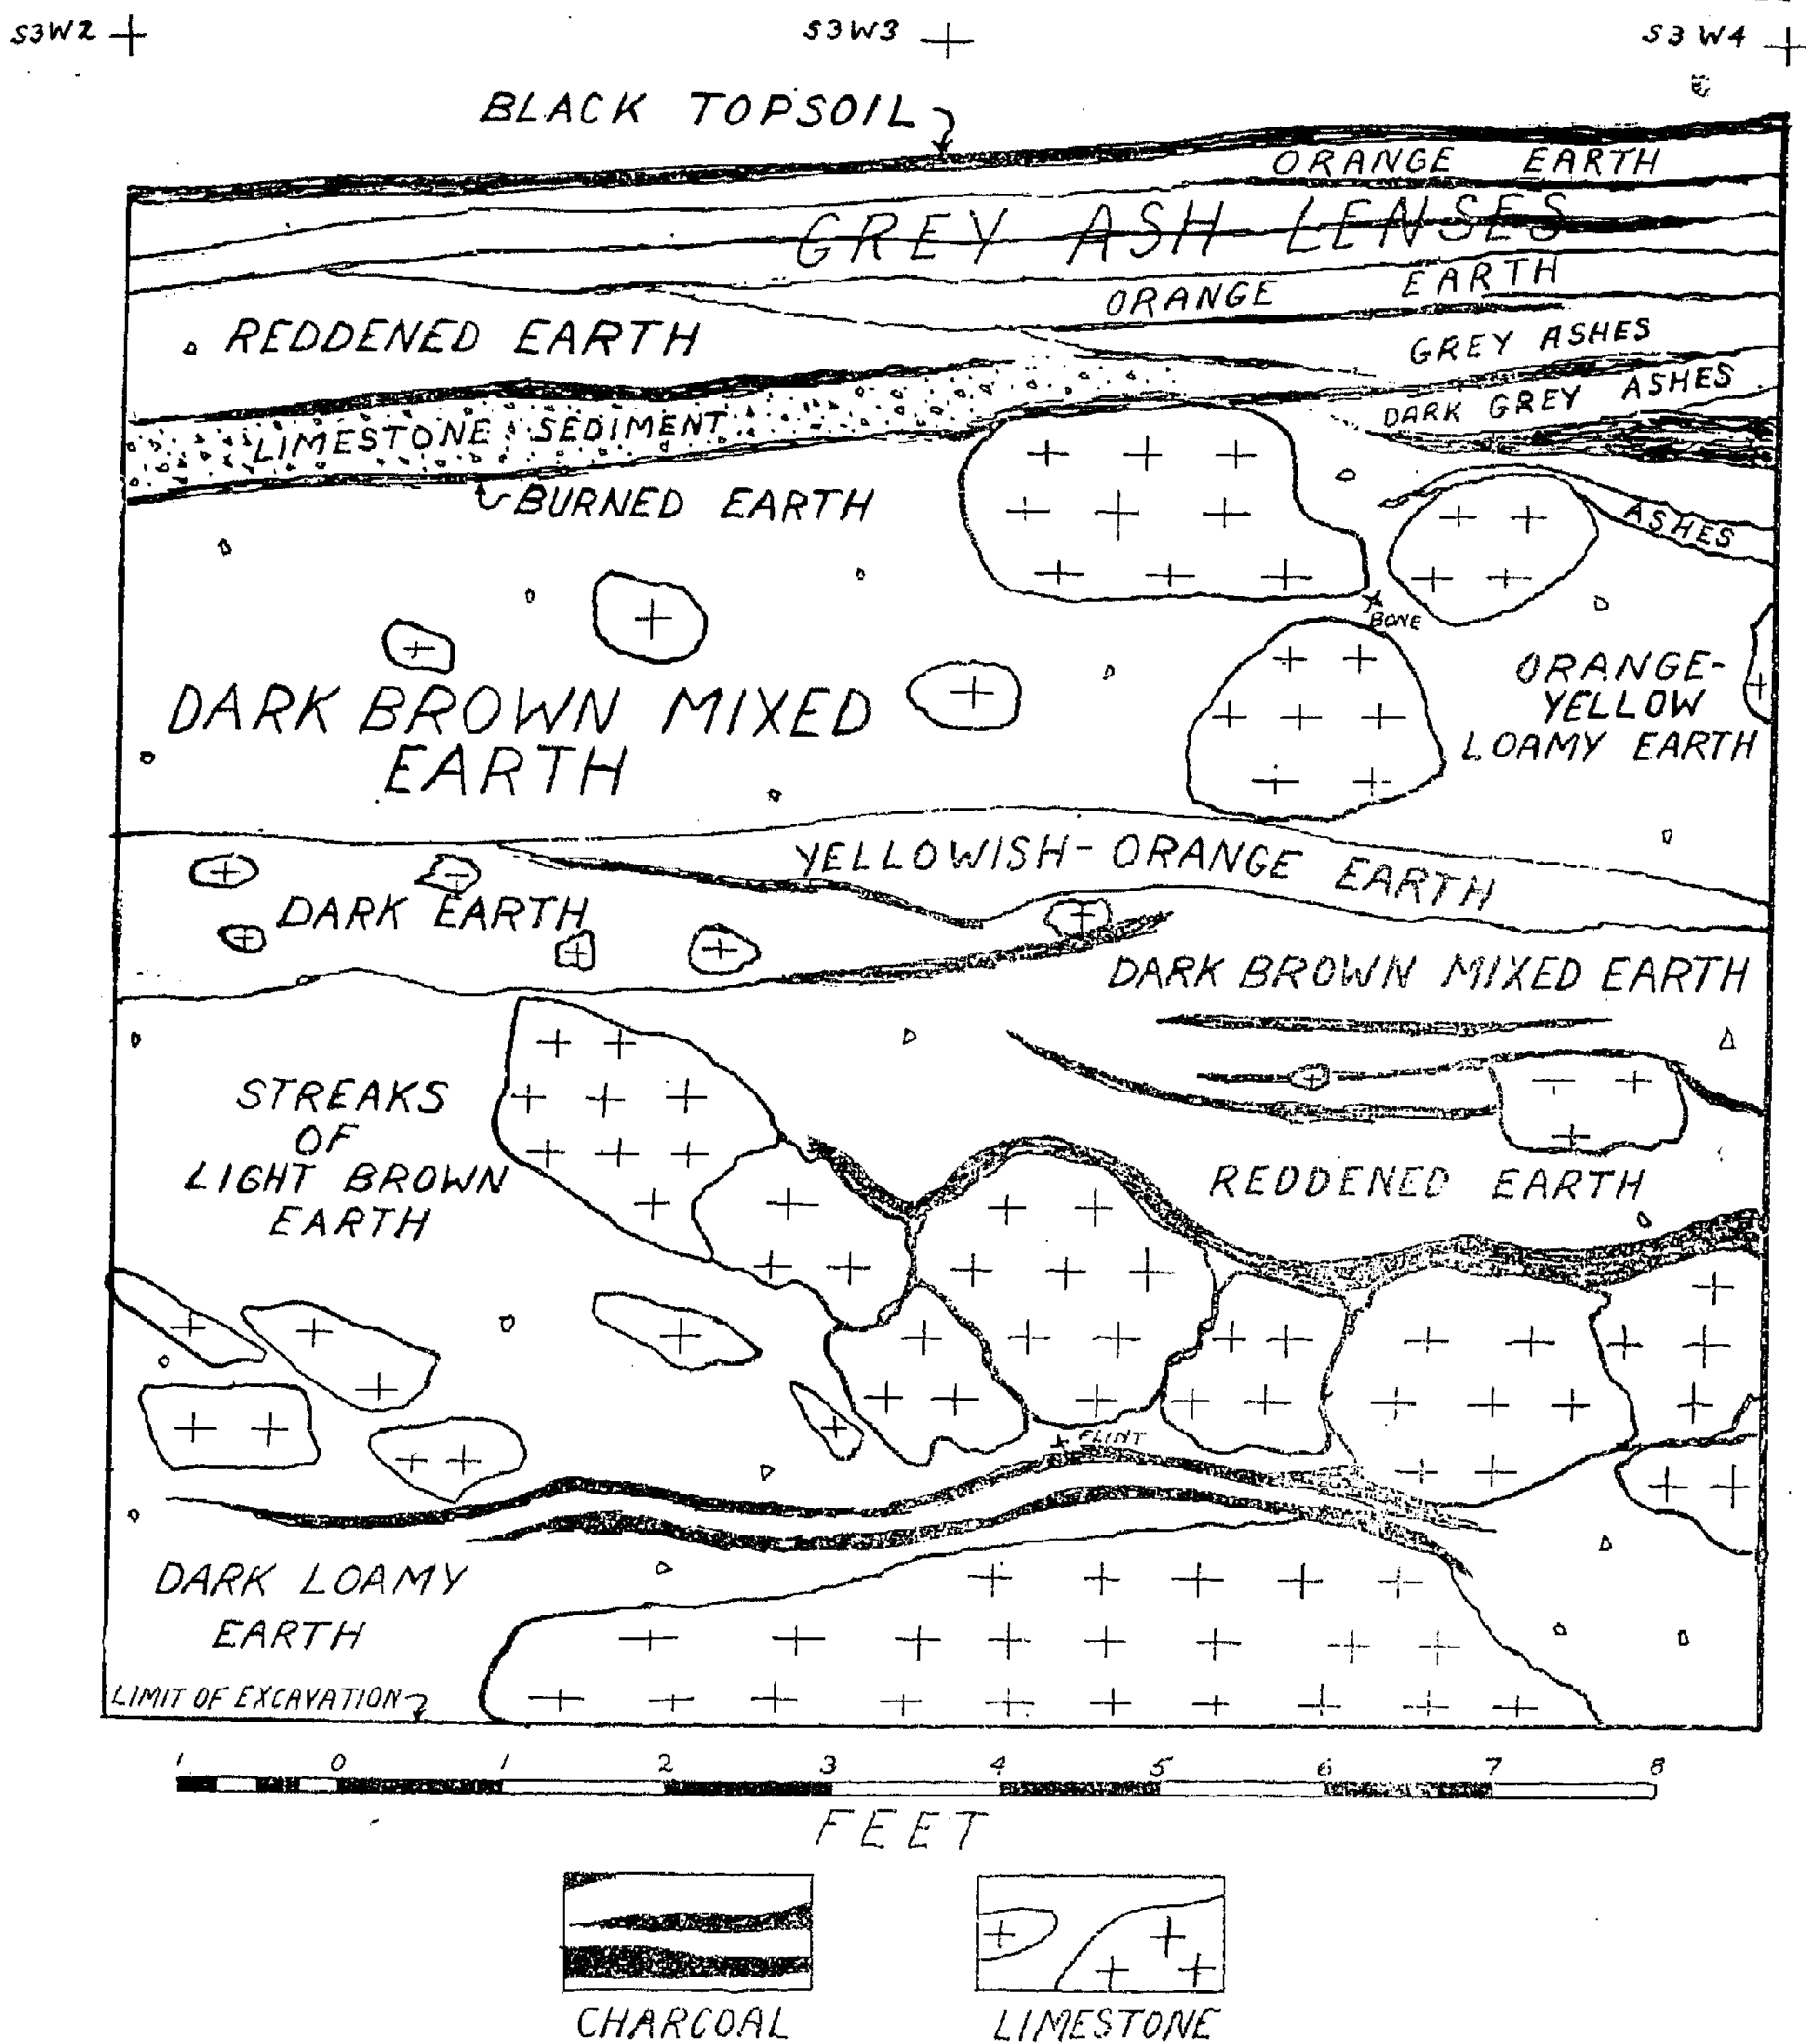 S3W2 S3W3 S3W4
BLACK TOPSOIL
ORANGE EARTH
GREY ASH LENSES
ORANGE EARTH
REDDENED EARTH
GREY ASHES
DARK GREY ASHES
LIMESTONE SEDIMENT
BURNED EARTH
ASHES
BONE
DARK BROWN MIXED
EARTH
ORANGE-
YELLOW
LOAMY EARTH
YELLOWISH-ORANGE EARTH
DARK EARTH
DARK BROWN MIXED EARTH
STREAKS
OF
LIGHT BROWN
EARTH
REDDENED EARTH
FLINT
DARK LOAMY
EARTH
LIMIT OF EXCAVATION
1 0 1 2 3 4 5 6 7 8
FEET
CHARCOAL LIMESTONE